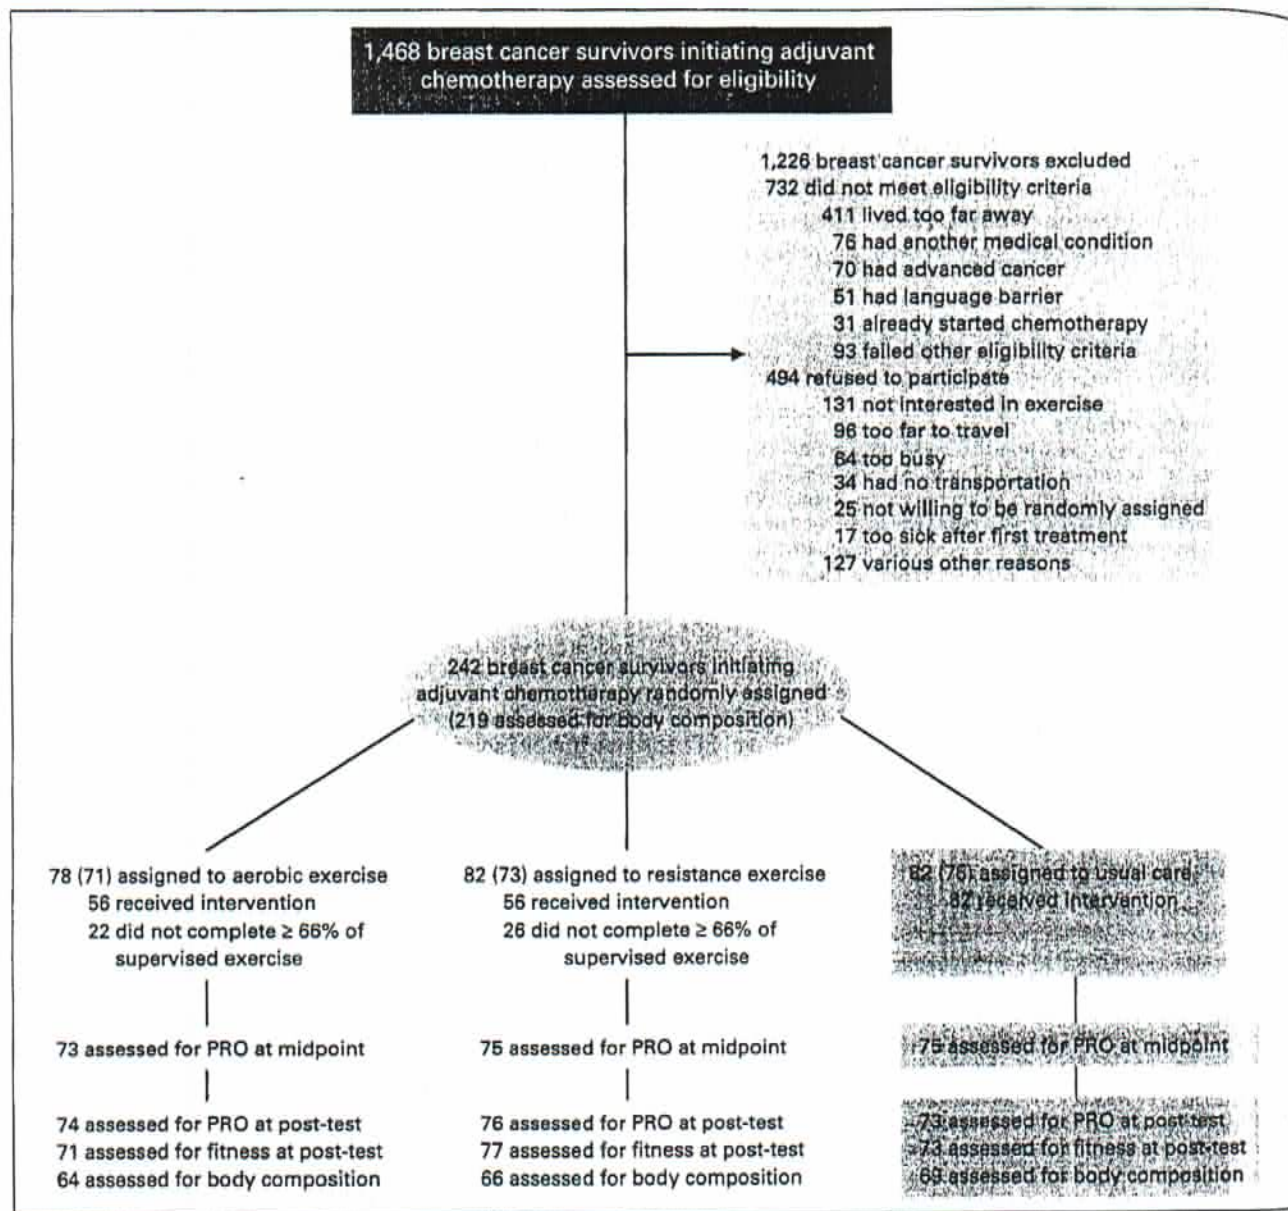 1,468 breast cancer survivors initiating adjuvant
chemotherapy assessed for eligibility
1,226 breast cancer survivors excluded
732 did not meet eligibility criteria
411 lived too far away
76 had another medical condition
70 had advanced cancer
51 had language barrier
31 already started chemotherapy
93 failed other eligibility criteria
494 refused to participate
131 not interested in exercise
96 too far to travel
64 too busy
34 had no transportation
25 not willing to be randomly assigned
17 too sick after first treatment
127 various other reasons
242 breast cancer survivors initiating
adjuvant chemotherapy randomly assigned
(219 assessed for body composition)
78 (71) assigned to aerobic exercise
56 received intervention
22 did not complete ≥ 66% of
supervised exercise
73 assessed for PRO at midpoint
74 assessed for PRO at post-test
71 assessed for fitness at post-test
64 assessed for body composition
82 (73) assigned to resistance exercise
56 received intervention
26 did not complete ≥ 66% of
supervised exercise
75 assessed for PRO at midpoint
76 assessed for PRO at post-test
77 assessed for fitness at post-test
66 assessed for body composition
82 (75) assigned to usual care
82 received intervention
75 assessed for PRO at midpoint
73 assessed for PRO at post-test
73 assessed for fitness at post-test
69 assessed for body composition